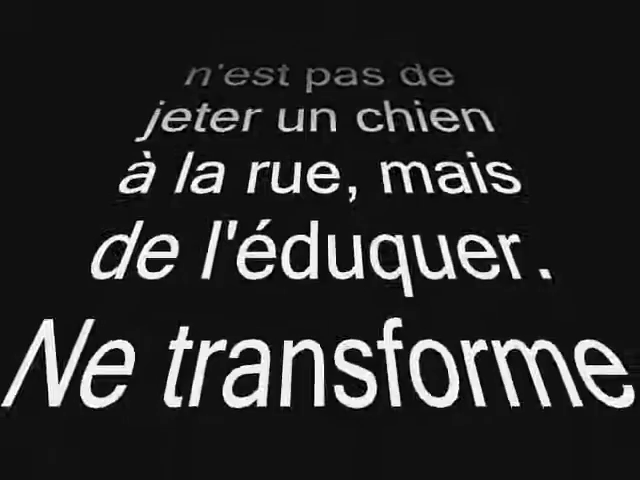 n'est pas de
jeter un chien
à la rue, mais
de l'éduquer.
Ne transforme